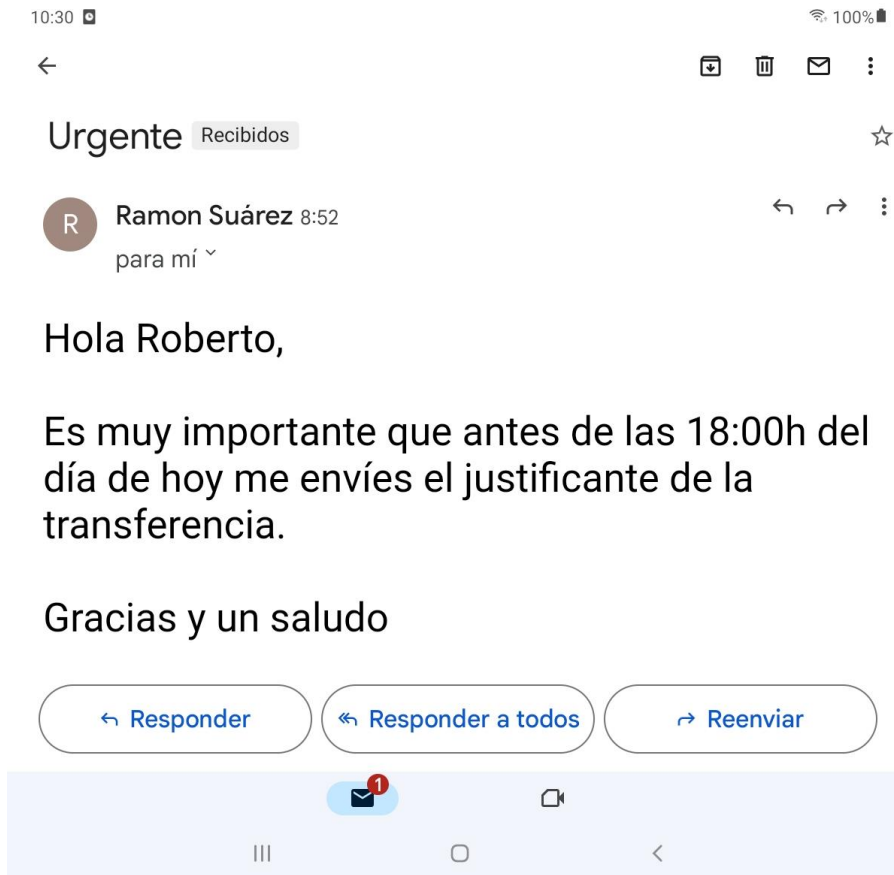 10:30 100%
Urgente Recibidos
R
Ramon Suárez 8:52
para mí
Hola Roberto,
Es muy importante que antes de las 18:00h del
día de hoy me envíes el justificante de la
transferencia.
Gracias y un saludo
Responder Responder a todos Reenviar
1